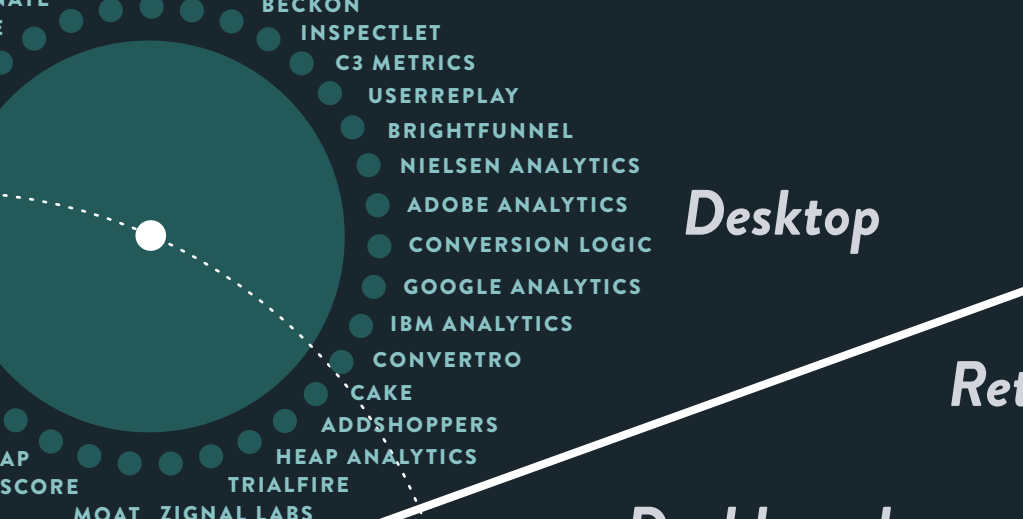 BECKON
INSPECTLET
C3 METRICS
USERREPLAY
BRIGHTFUNNEL
NIELSEN ANALYTICS
ADOBE ANALYTICS
Desktop
CONVERSION LOGIC
GOOGLE ANALYTICS
IBM ANALYTICS
CONVERTRO
CAKE
ADDSHOPPERS
HEAP ANALYTICS
TRIALFIRE
SCORE
MOAT
ZIGNAL LABS